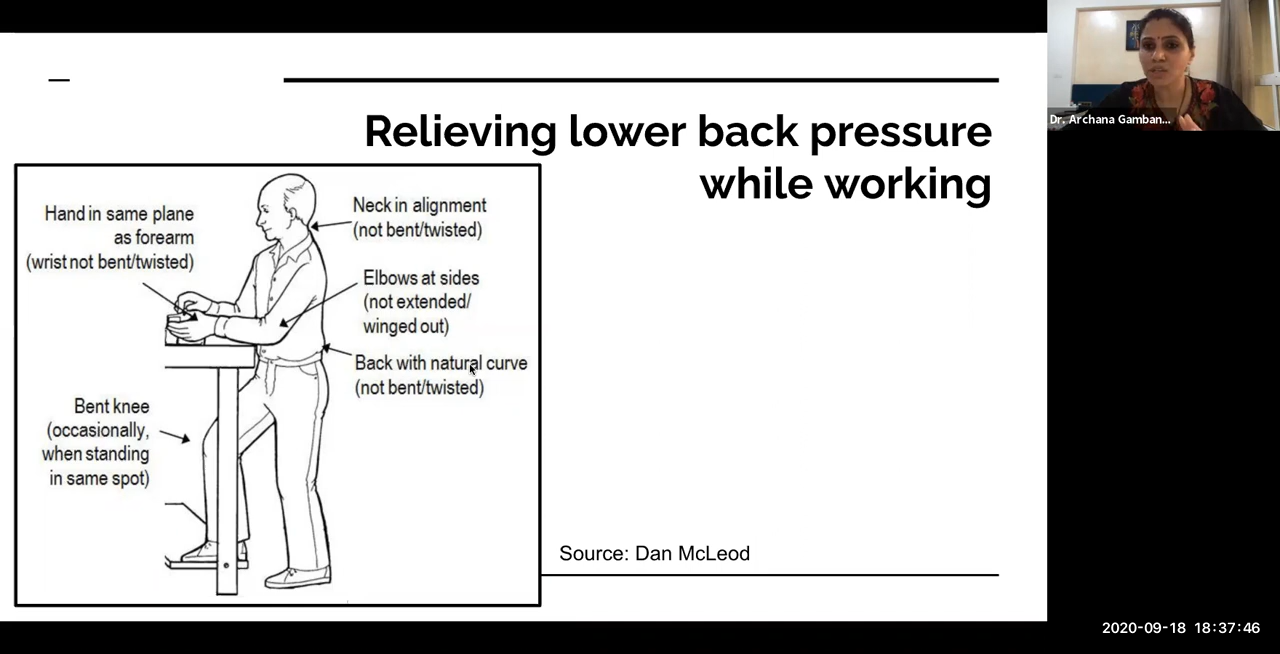 Relieving lower back pressure
while working
Hand in same plane
as forearm
(wrist not bent/twisted)
Neck in alignment
(not bent/twisted)
Elbows at sides
(not extended/
winged out)
Back with natural curve
(not bent/twisted)
Bent knee
(occasionally,
when standing
in same spot)
Source: Dan McLeod
Dr. Archana Gamban...
2020-09-18 18:37:46